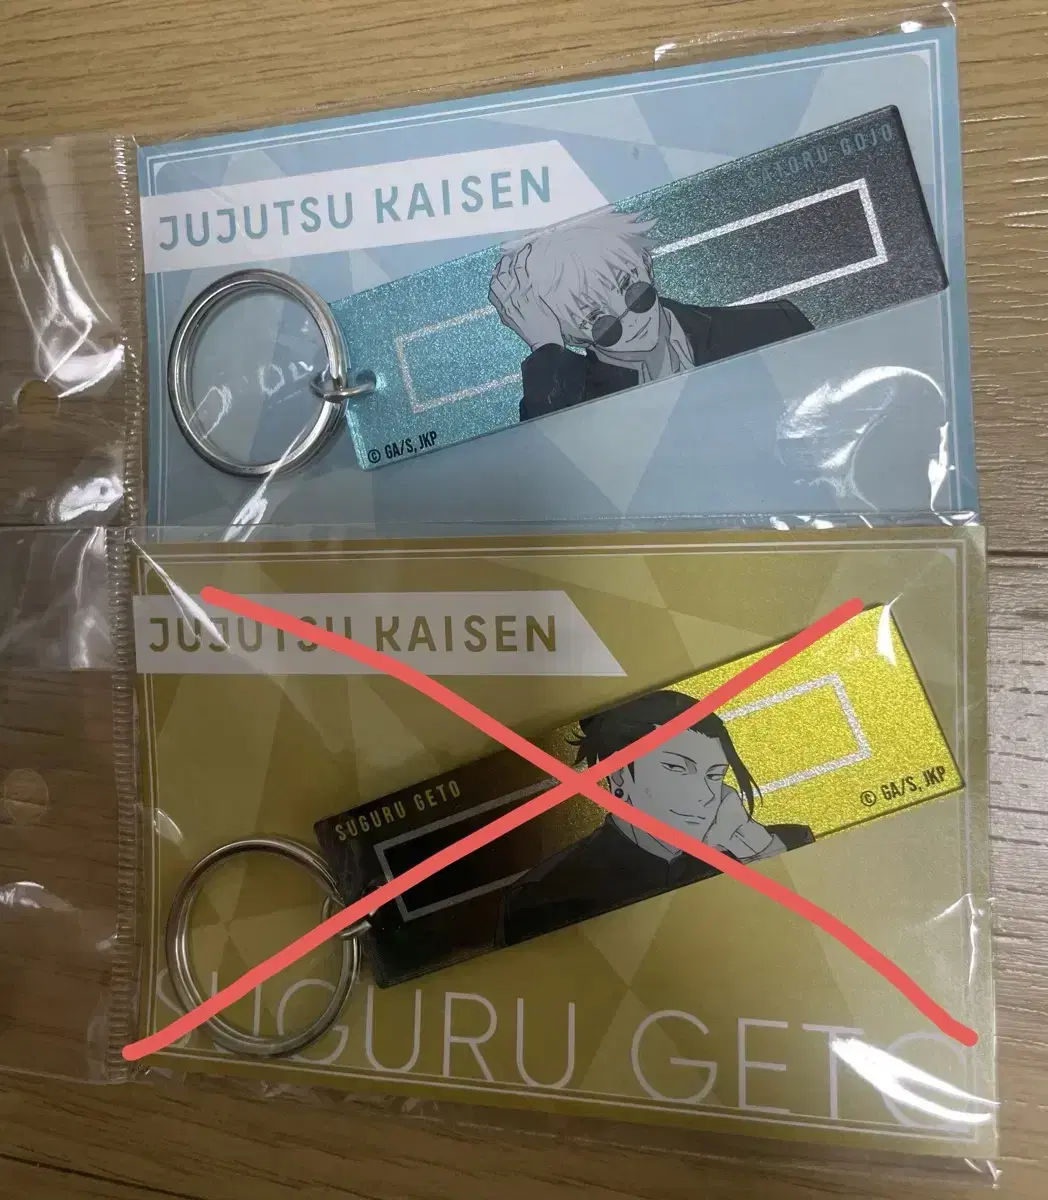 JUJUTSU KAISEN
SATORU GOJO
© GA/S, JKP
JUJUTSU KAISEN
SUGURU GETO
© GA/S, JKP
SUGURU GETO